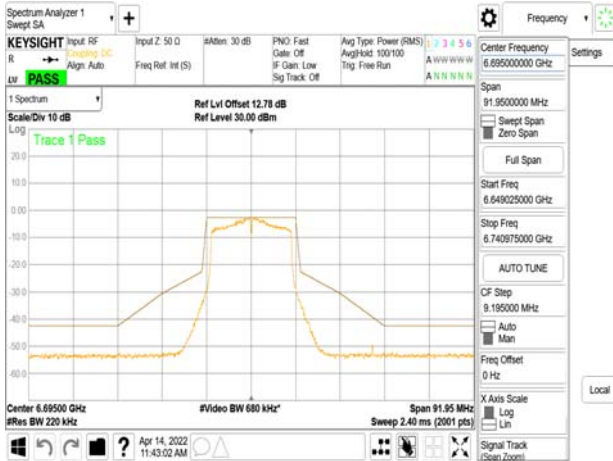 Spectrum Analyzer 1
Swept SA
Frequency
KEYSIGHT
R
LV
PASS
Input: RF
Coupling: DC
Align: Auto
Input Z: 50 Ω
Freq Ref: Int (S)
#Atten: 30 dB
PNO: Fast
Gate: Off
IF Gain: Low
Sig Track: Off
Avg Type: Power (RMS)
Avg|Hold: 100/100
Trig: Free Run
1 2 3 4 5 6
A W W W W W
A N N N N N
1 Spectrum
Scale/Div 10 dB
Log
Ref Lvl Offset 12.78 dB
Ref Level 30.00 dBm
Trace 1 Pass
20.0
10.0
0.00
-10.0
-20.0
-30.0
-40.0
-50.0
-60.0
Center 6.69500 GHz
#Res BW 220 kHz
#Video BW 680 kHz*
Span 91.95 MHz
Sweep 2.40 ms (2001 pts)
Apr 14, 2022
11:43:02 AM
Center Frequency
6.695000000 GHz
Settings
Span
91.9500000 MHz
Swept Span
Zero Span
Full Span
Start Freq
6.649025000 GHz
Stop Freq
6.740975000 GHz
AUTO TUNE
CF Step
9.195000 MHz
Auto
Man
Freq Offset
0 Hz
Local
X Axis Scale
Log
Lin
Signal Track
(Span Zoom)